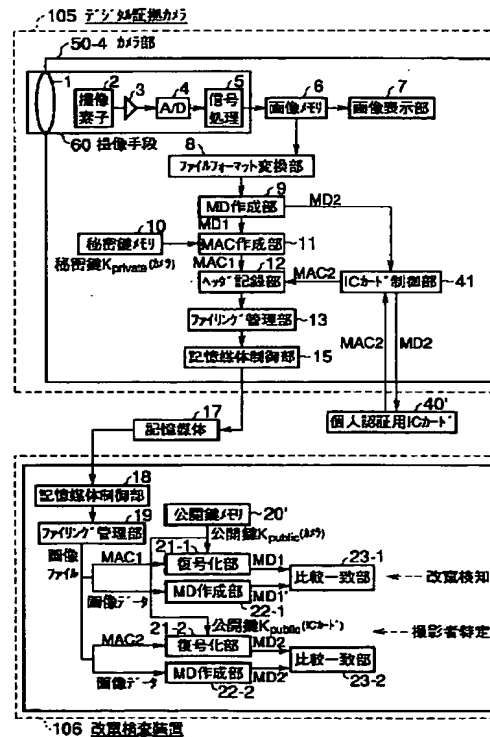 105 デジタル証拠カメラ
50-4 カメラ部
1
2
3
4
5
6
7
撮像素子
A/D
信号処理
画像メモリ
画像表示部
60 撮像手段
8
ファイルフォーマット変換部
9
MD作成部
MD2
10
MD1
秘密鍵メモリ
MAC作成部
11
秘密鍵Kprivate(カメラ)
MAC1
12
MAC2
ヘッダ記録部
ICカード制御部
41
ファイリング管理部
13
記憶媒体制御部
15
MAC2
MD2
17
記憶媒体
40'
個人認証用ICカード
18
記憶媒体制御部
19
ファイリング管理部
公開鍵メモリ
20'
公開鍵Kpublic(カメラ)
画像ファイル
MAC1
21-1
復号化部
MD1
23-1
比較一致部
改竄検知
画像データ
MD作成部
MD1'
22-1
公開鍵Kpublic(ICカード)
撮影者特定
MAC2
21-2
復号化部
MD2
比較一致部
画像データ
MD作成部
MD2'
22-2
23-2
106 改竄検査装置